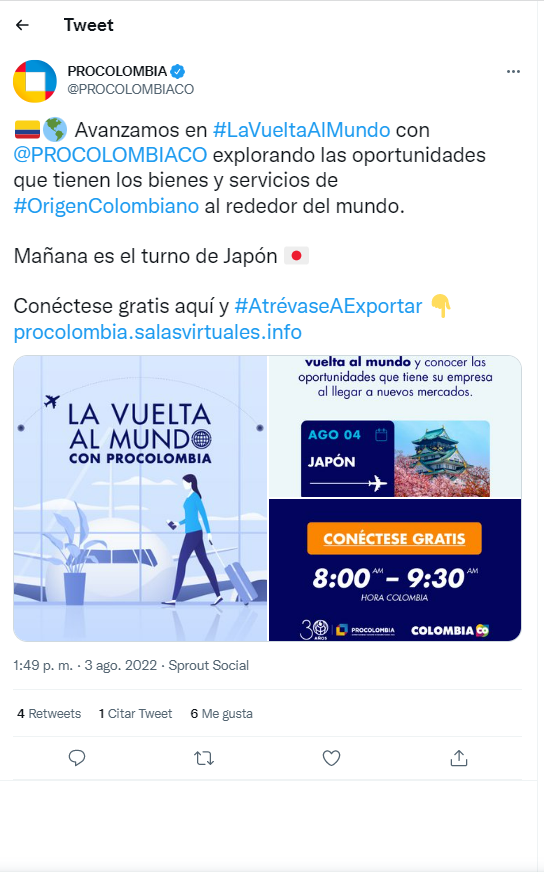 Tweet
PROCOLOMBIA
@PROCOLOMBIACO
Avanzamos en #LaVueltaAlMundo con
@PROCOLOMBIACO explorando las oportunidades
que tienen los bienes y servicios de
#OrigenColombiano al rededor del mundo.
Mañana es el turno de Japón
Conéctese gratis aquí y #AtrévaseAExportar
procolombia.salasvirtuales.info
LA VUELTA
AL MUNDO
CON PROCOLOMBIA
vuelta al mundo y conocer las
oportunidades que tiene su empresa
al llegar a nuevos mercados.
AGO 04
JAPÓN
CONÉCTESE GRATIS
8:00 AM – 9:30 AM
HORA COLOMBIA
30 AÑOS
PROCOLOMBIA
COLOMBIA CO
1:49 p. m. · 3 ago. 2022 · Sprout Social
4 Retweets 1 Citar Tweet 6 Me gusta